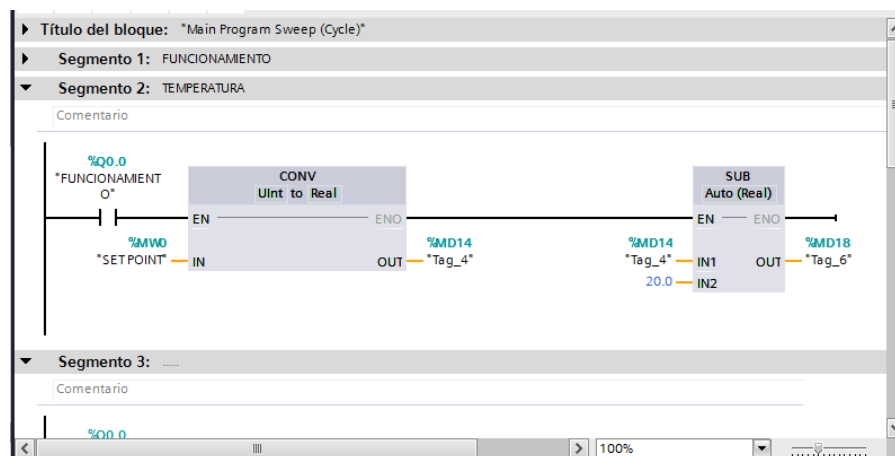 Título del bloque: "Main Program Sweep (Cycle)"
Segmento 1: FUNCIONAMIENTO
Segmento 2: TEMPERATURA
Comentario
%Q0.0
"FUNCIONAMIENT
O"
CONV
UInt to Real
EN
ENO
%MW0
"SETPOINT"
IN
OUT
%MD14
"Tag_4"
SUB
Auto (Real)
EN
ENO
%MD14
"Tag_4"
IN1
20.0
IN2
OUT
%MD18
"Tag_6"
Segmento 3: .....
Comentario
%Q0.0
100%